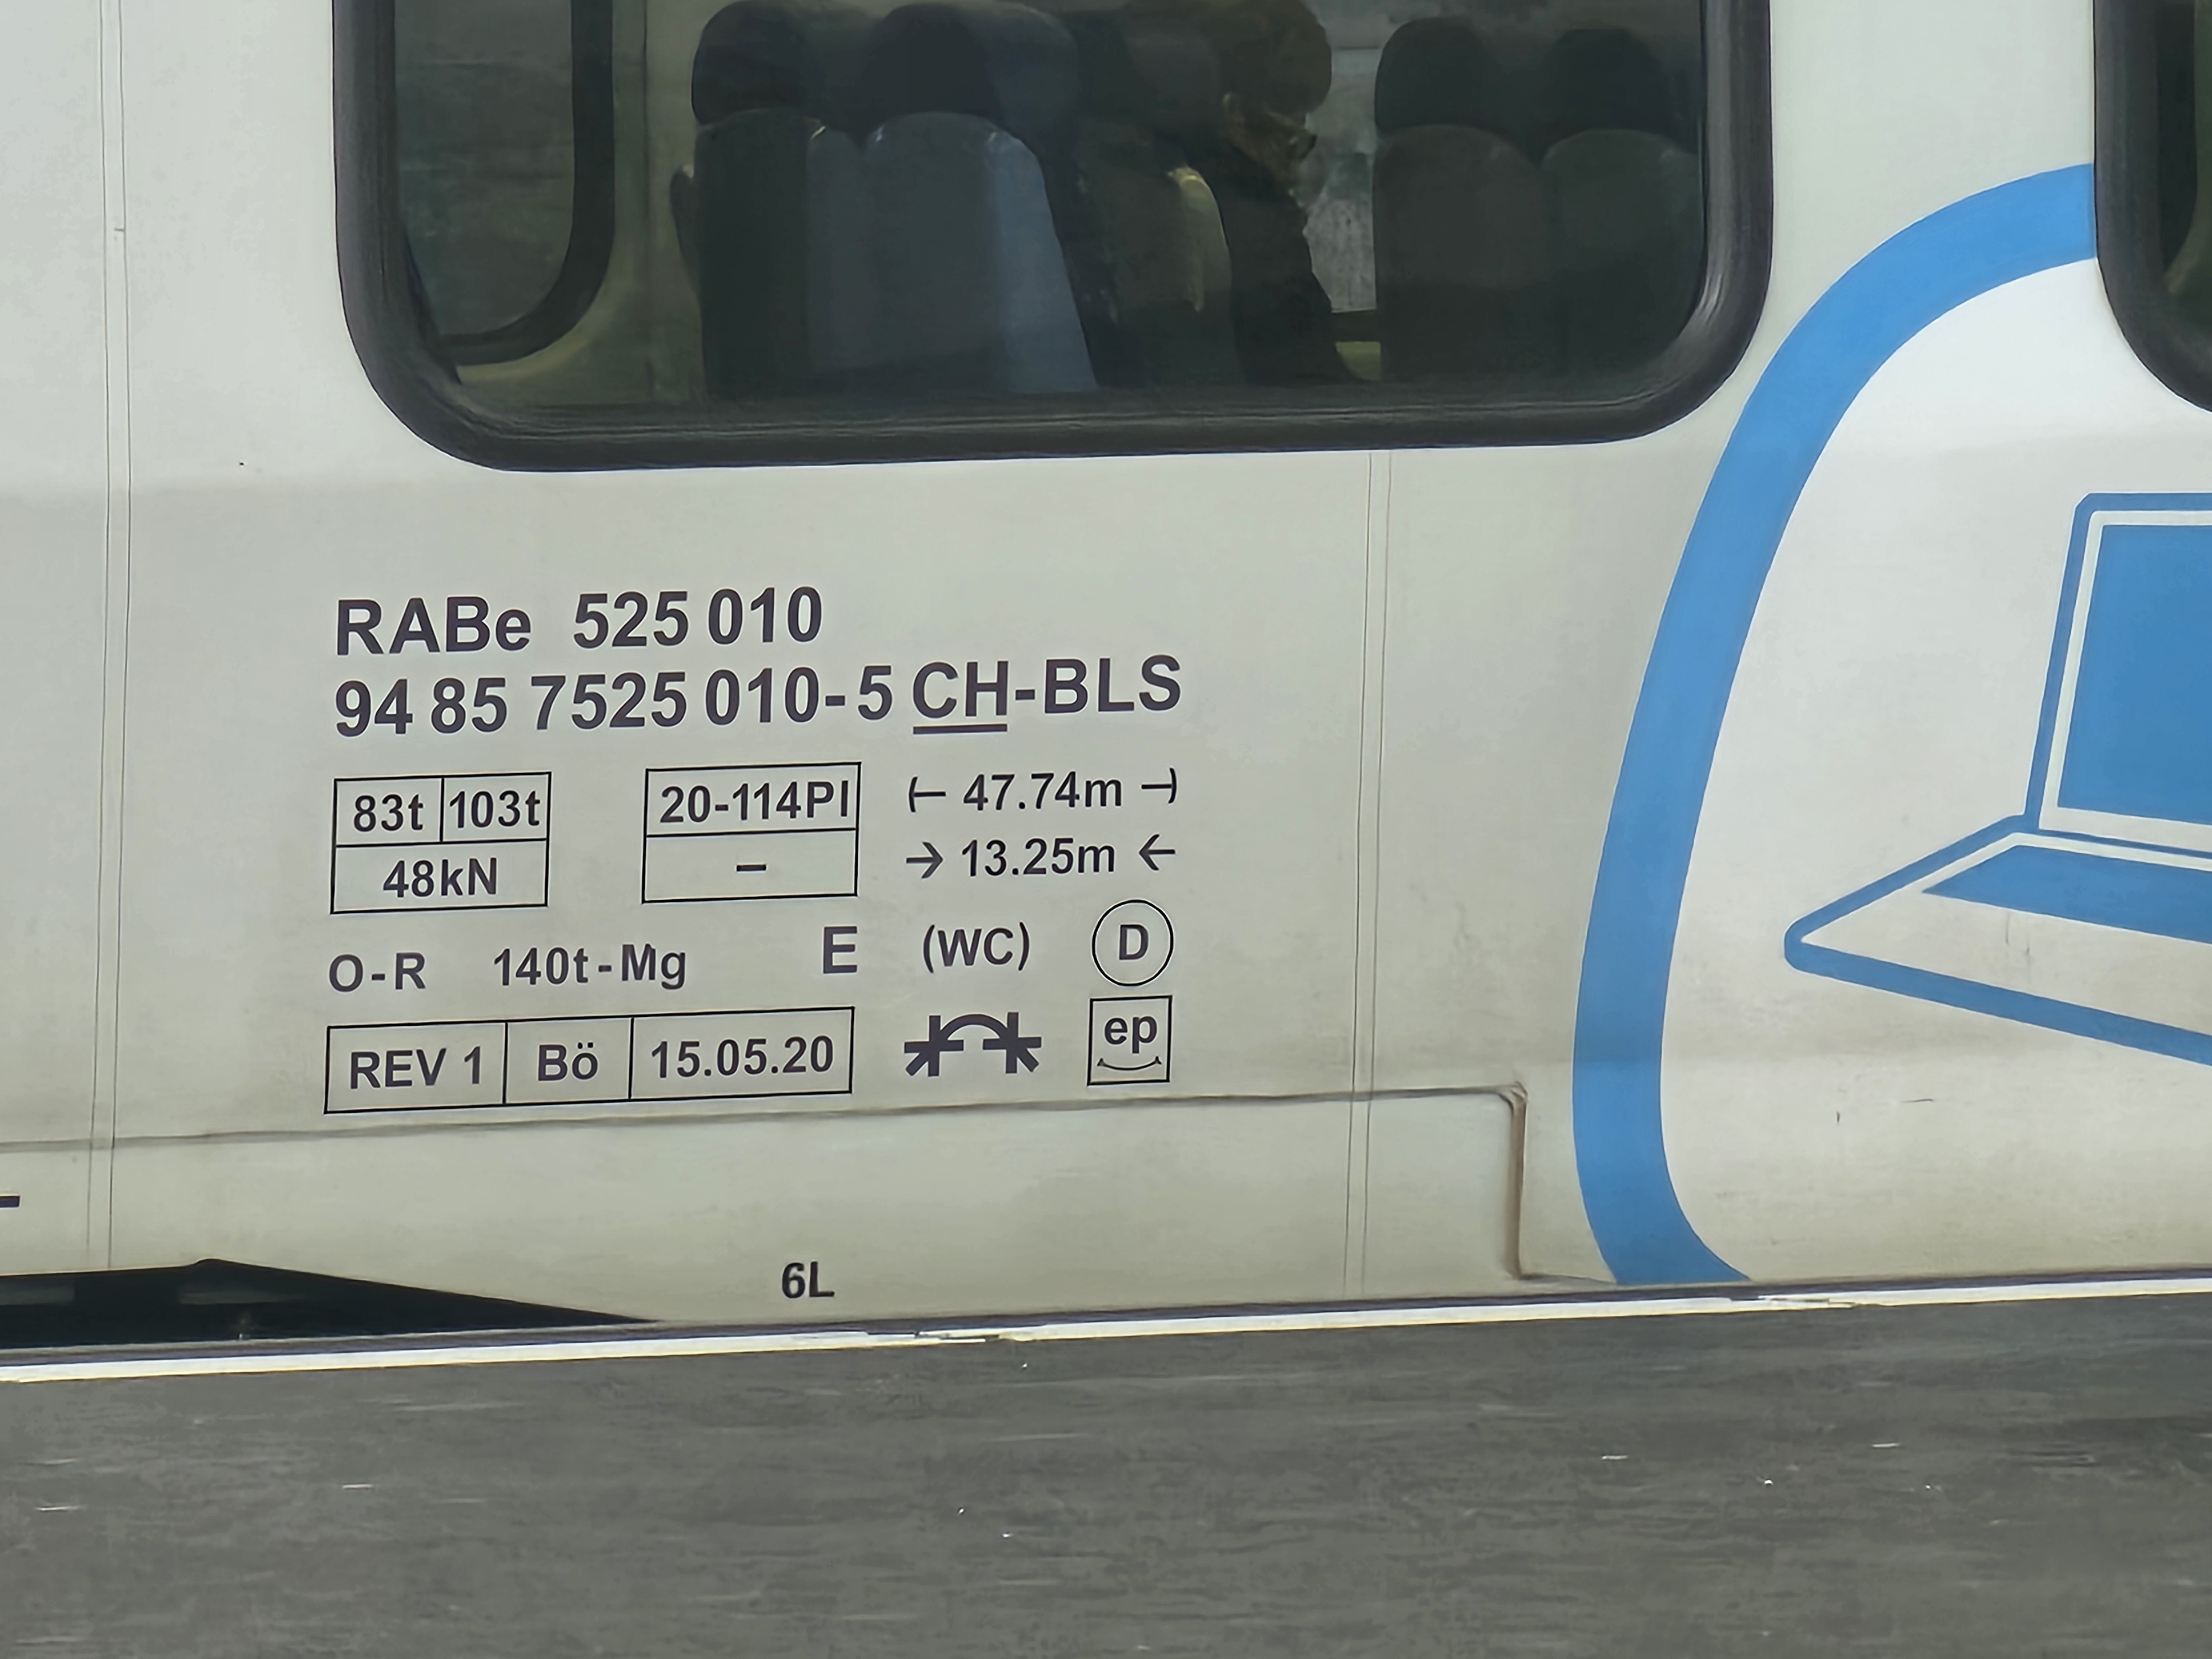 RABe 525 010
94 85 7525 010-5 CH-BLS
83t 103t 20-114Pl 47.74m
48kN – 13.25m
O-R 140t-Mg E (WC) D
REV 1 Bö 15.05.20 ep
6L